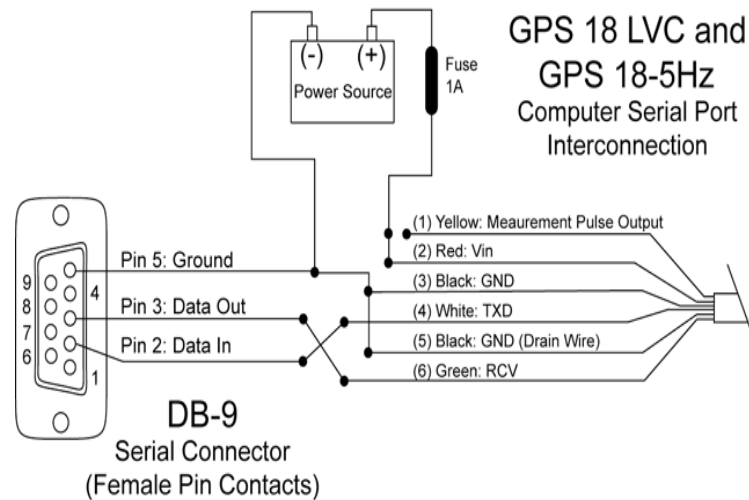 GPS 18 LVC and
GPS 18-5Hz
Computer Serial Port
Interconnection
(-) (+)
Power Source
Fuse
1A
(1) Yellow: Meaurement Pulse Output
(2) Red: Vin
(3) Black: GND
(4) White: TXD
(5) Black: GND (Drain Wire)
(6) Green: RCV
Pin 5: Ground
Pin 3: Data Out
Pin 2: Data In
9
8
7
6
4
1
DB-9
Serial Connector
(Female Pin Contacts)